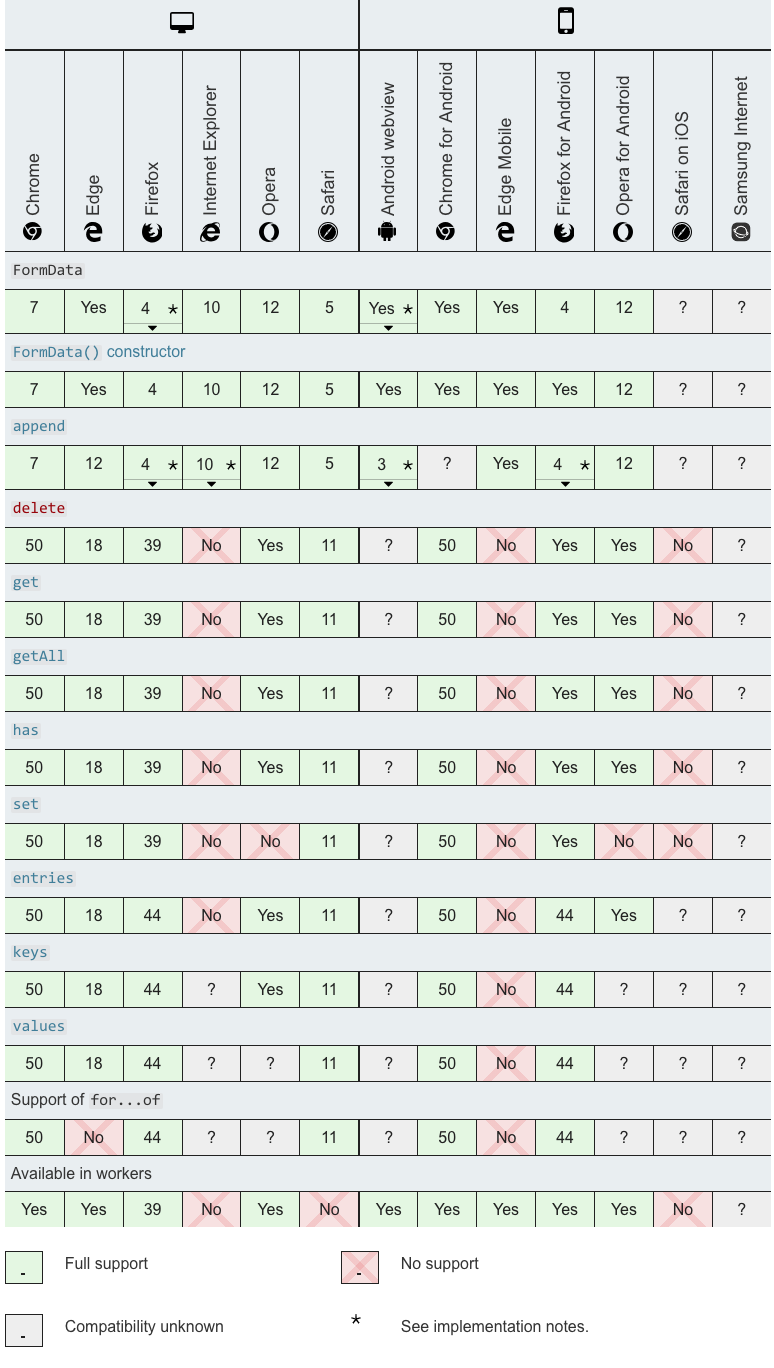 Chrome Edge Firefox Internet Explorer Opera Safari Android webview Chrome for Android Edge Mobile Firefox for Android Opera for Android Safari on iOS Samsung Internet
FormData
7 Yes 4 * 10 12 5 Yes * Yes Yes 4 12 ? ?
FormData() constructor
7 Yes 4 10 12 5 Yes Yes Yes Yes 12 ? ?
append
7 12 4 * 10 * 12 5 3 * ? Yes 4 * 12 ? ?
delete
50 18 39 No Yes 11 ? 50 No Yes Yes No ?
get
50 18 39 No Yes 11 ? 50 No Yes Yes No ?
getAll
50 18 39 No Yes 11 ? 50 No Yes Yes No ?
has
50 18 39 No Yes 11 ? 50 No Yes Yes No ?
set
50 18 39 No No 11 ? 50 No Yes No No ?
entries
50 18 44 No Yes 11 ? 50 No 44 Yes ? ?
keys
50 18 44 ? Yes 11 ? 50 No 44 ? ? ?
values
50 18 44 ? ? 11 ? 50 No 44 ? ? ?
Support of for...of
50 No 44 ? ? 11 ? 50 No 44 ? ? ?
Available in workers
Yes Yes 39 No Yes No Yes Yes Yes Yes Yes No ?
- Full support - No support
- Compatibility unknown * See implementation notes.